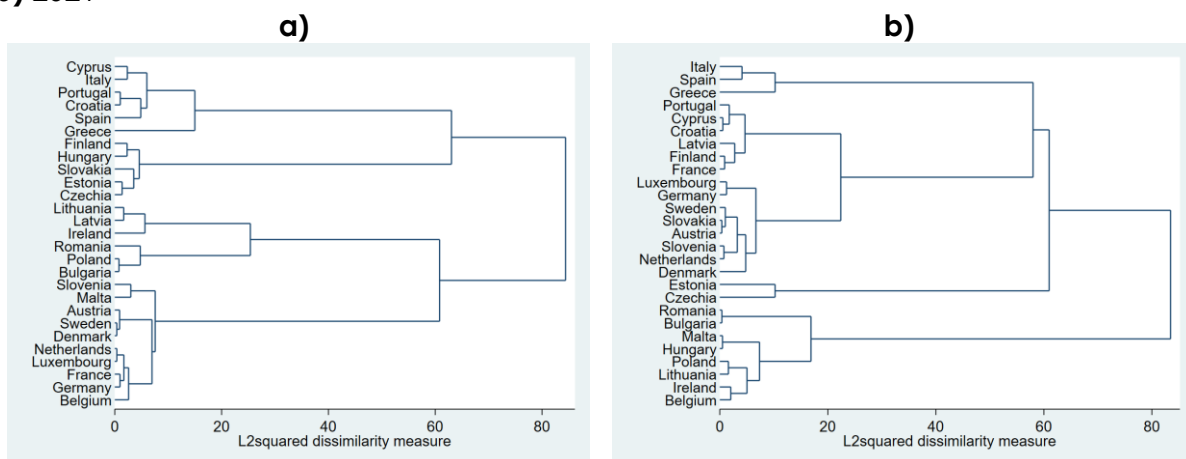 a)
b)
Cyprus
Italy
Portugal
Croatia
Spain
Greece
Finland
Hungary
Slovakia
Estonia
Czechia
Lithuania
Latvia
Ireland
Romania
Poland
Bulgaria
Slovenia
Malta
Austria
Sweden
Denmark
Netherlands
Luxembourg
France
Germany
Belgium
0 20 40 60 80
L2squared dissimilarity measure
Italy
Spain
Greece
Portugal
Cyprus
Croatia
Latvia
Finland
France
Luxembourg
Germany
Sweden
Slovakia
Austria
Slovenia
Netherlands
Denmark
Estonia
Czechia
Romania
Bulgaria
Malta
Hungary
Poland
Lithuania
Ireland
Belgium
0 20 40 60 80
L2squared dissimilarity measure